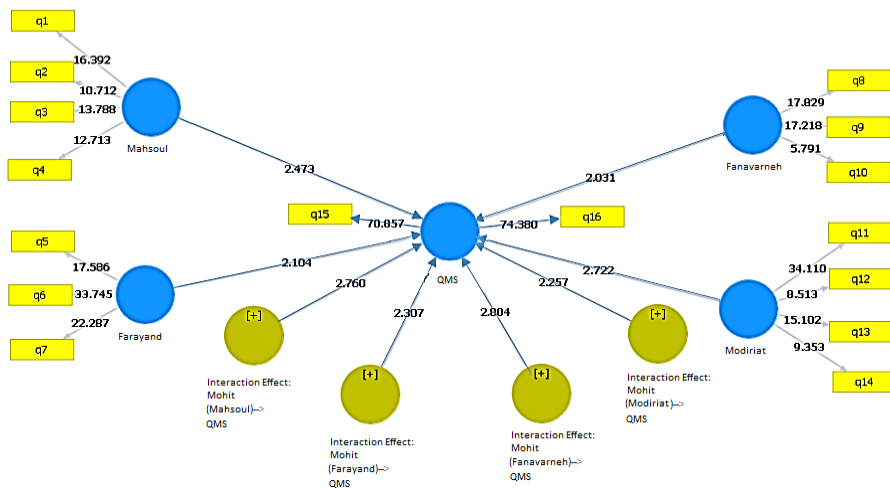 q1
16.392
q2
10.712
q3
13.788
12.713
q4
Mahsoul
q8
17.829
17.218
q9
5.791
q10
Fanavarneh
2.473
2.031
q15
70.857
74.380
q16
QMS
q5
17.586
q6
33.745
22.287
q7
Farayand
2.104
2.760
2.307
2.804
2.257
2.722
q11
34.110
q12
8.513
15.102
q13
9.353
q14
Modiriat
[+]
Interaction Effect:
Mohit
(Mahsoul)-->
QMS
[+]
Interaction Effect:
Mohit
(Farayand)-->
QMS
[+]
Interaction Effect:
Mohit
(Fanavarneh)-->
QMS
[+]
Interaction Effect:
Mohit
(Modiriat)-->
QMS